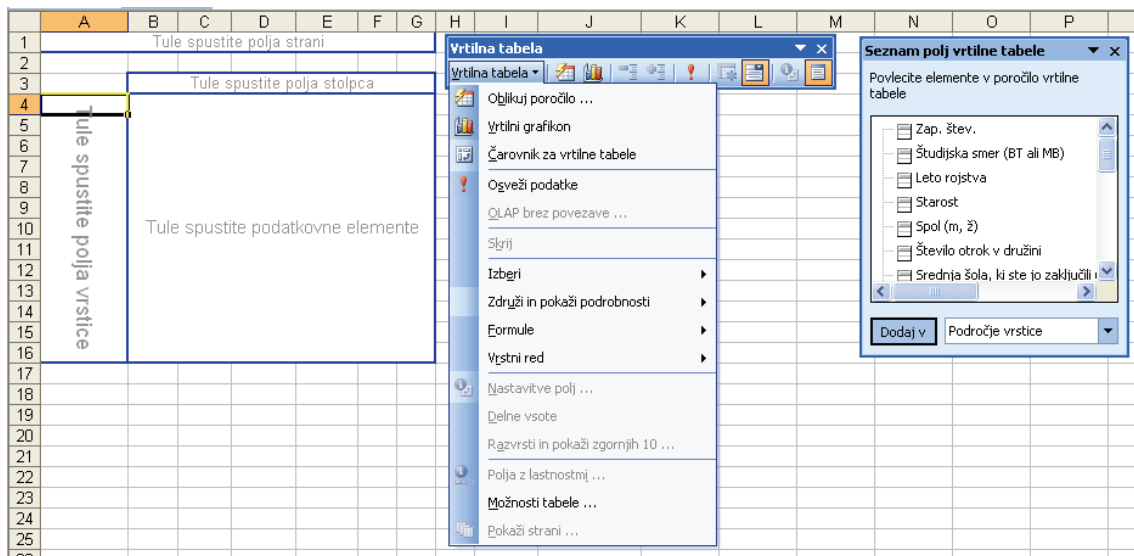 A B C D E F G H I J K L M N O P
1
2
3
4
5
6
7
8
9
10
11
12
13
14
15
16
17
18
19
20
21
22
23
24
25
Tule spustite polja strani
Tule spustite polja stolpca
Tule spustite polja vrstice
Tule spustite podatkovne elemente
Vrtilna tabela
Vrtilna tabela
Oblikuj poročilo ...
Vrtilni grafikon
Čarovnik za vrtilne tabele
Osveži podatke
OLAP brez povezave ...
Skrij
Izberi
Združi in pokaži podrobnosti
Formule
Vrstni red
Nastavitve polj ...
Delne vsote
Razvrsti in pokaži zgornjih 10 ...
Polja z lastnostmi ...
Možnosti tabele ...
Pokaži strani ...
Seznam polj vrtilne tabele
Povlecite elemente v poročilo vrtilne
tabele
Zap. štev.
Študijska smer (BT ali MB)
Leto rojstva
Starost
Spol (m, ž)
Število otrok v družini
Srednja šola, ki ste jo zaključili
Dodaj v
Področje vrstice